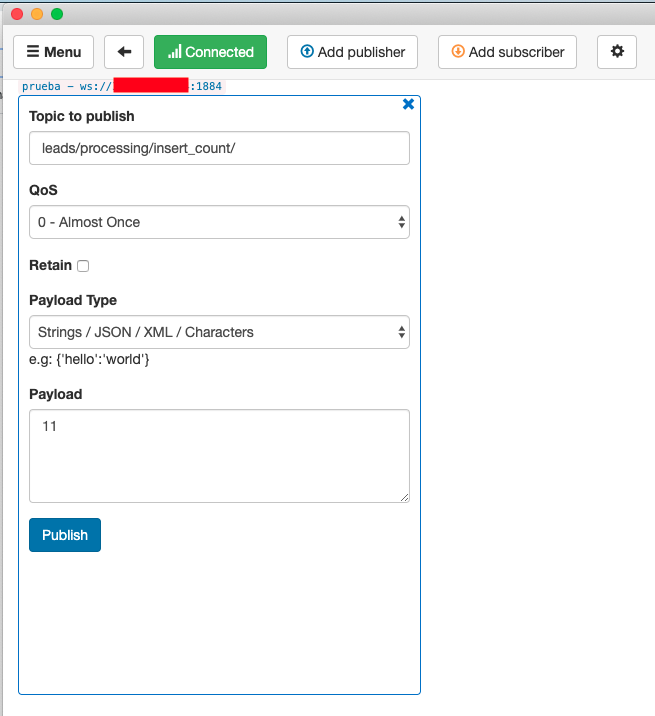 Menu
Connected
Add publisher
Add subscriber
prueba - ws://
:1884
Topic to publish
leads/processing/insert_count/
QoS
0 - Almost Once
Retain
Payload Type
Strings / JSON / XML / Characters
e.g: {'hello':'world'}
Payload
11
Publish